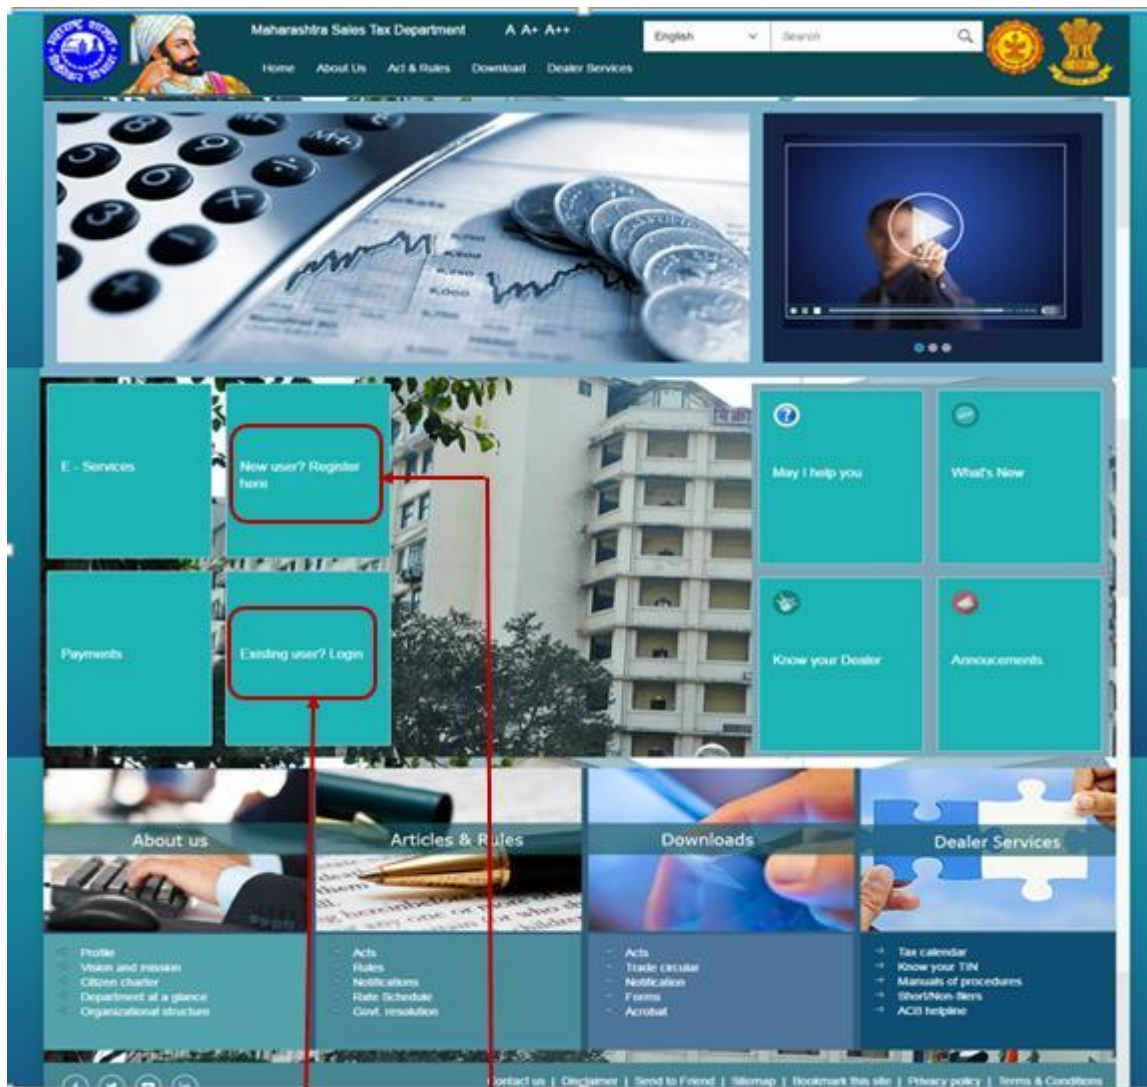 Maharashtra Sales Tax Department A A+ A++
English Search
Home About Us Act & Rules Download Dealer Services
M+
E - Services
New user? Register
here
May I help you
What's New
Payments
Existing user? Login
Know your Dealer
Annoucements
About us
Profile
Vision and mission
Citizen charter
Department at a glance
Organizational structure
Articles & Rules
Acts
Rules
Notifications
Rate Schedule
Govt. resolution
Downloads
Acts
Trade circular
Notification
Forms
Acrobat
Dealer Services
Tax calendar
Know your TIN
Manuals of procedures
Short/Non-filers
ACB helpline
Contact us | Disclaimer | Send to Friend | Sitemap | Bookmark this site | Privacy policy | Terms & Conditions